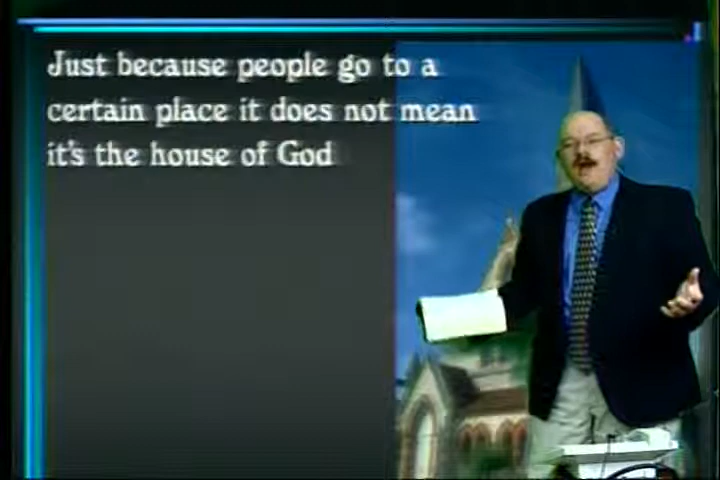 Just because people go to a
certain place it does not mean
it's the house of God